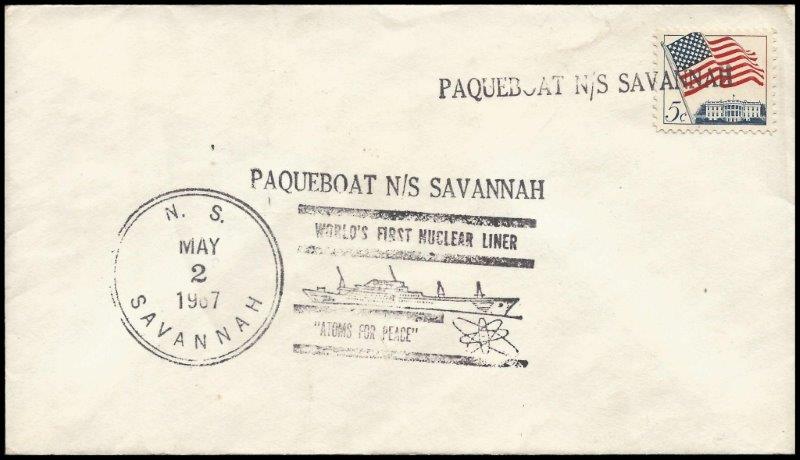 PAQUEBOAT N/S SAVANNAH
5c
PAQUEBOAT N/S SAVANNAH
N. S.
MAY
2
1967
SAVANNAH
WORLD'S FIRST NUCLEAR LINER
"ATOMS FOR PEACE"